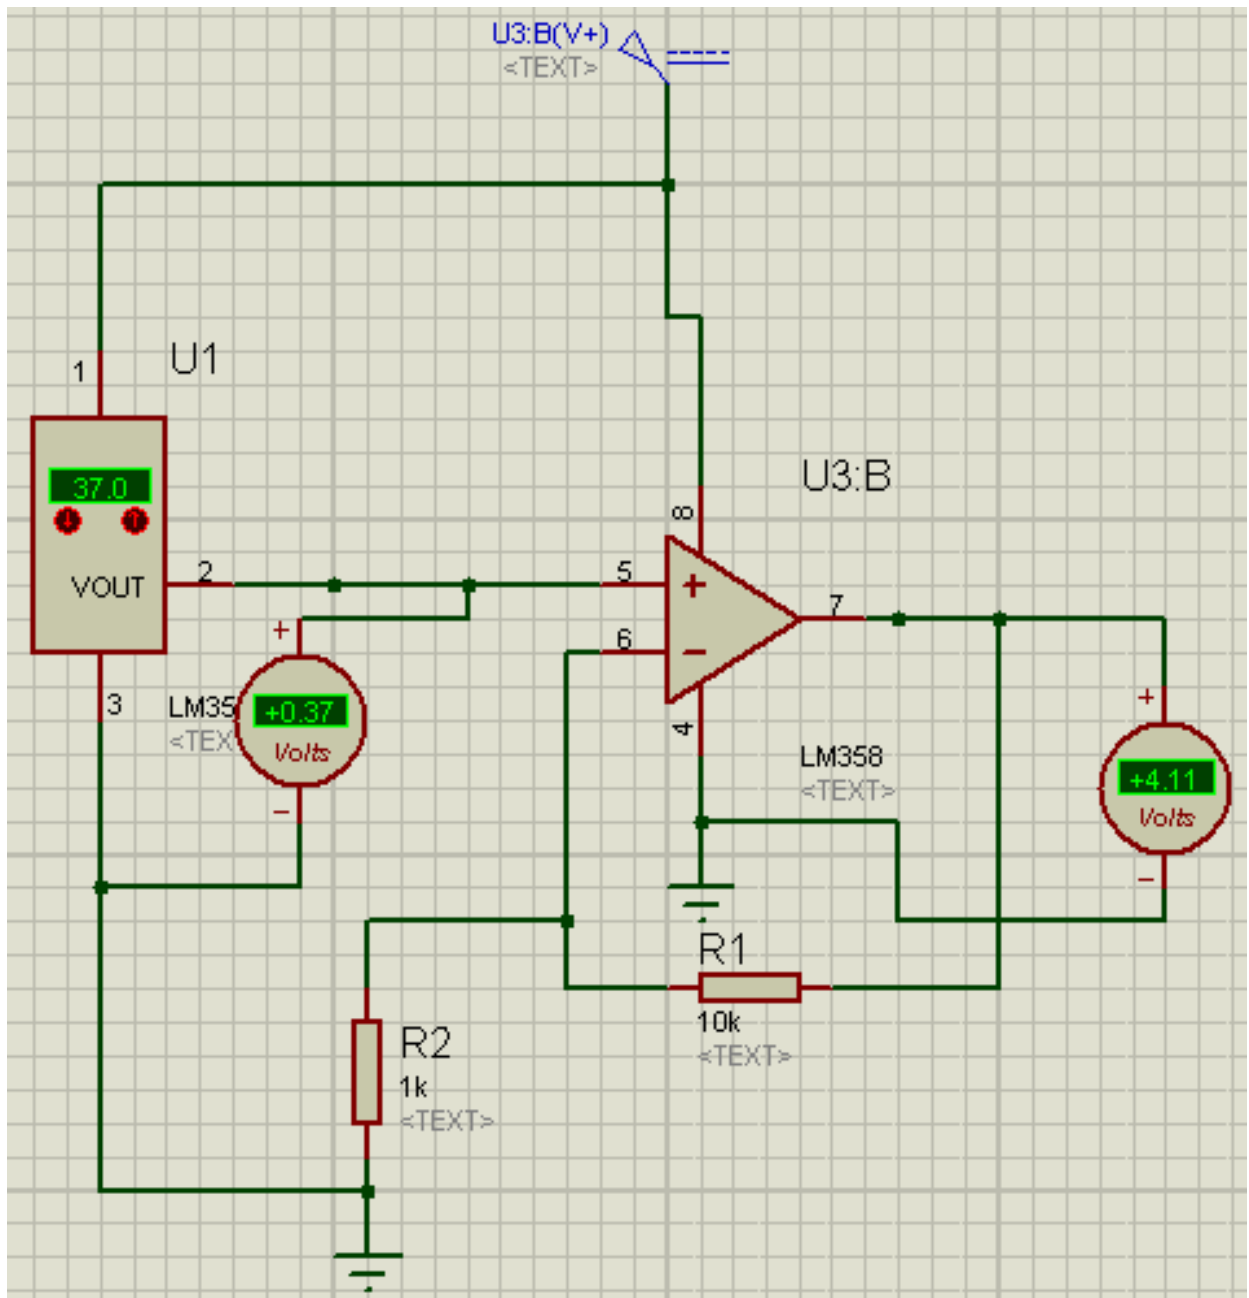 U3:B(V+)
<TEXT>
U1
1
37.0
VOUT
2
3
LM35
<TEX
+
+0.37
Volts
−
U3:B
8
5
+
6
−
7
4
LM358
<TEXT>
+
+4.11
Volts
−
R1
10k
<TEXT>
R2
1k
<TEXT>